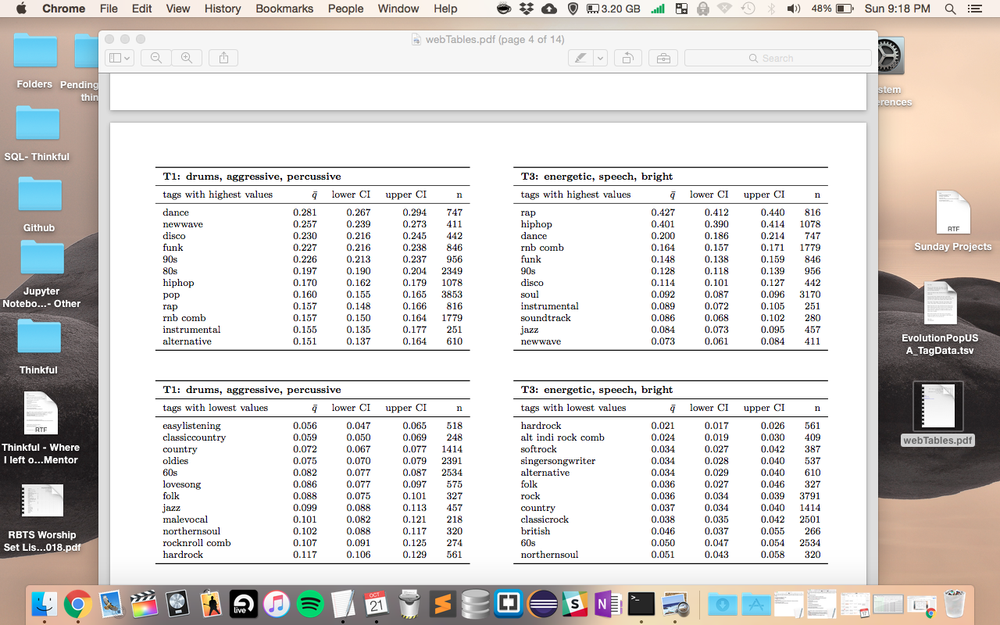 Chrome File Edit View History Bookmarks People Window Help 3.20 GB 48% Sun 9:18 PM
webTables.pdf (page 4 of 14)
Search
Folders
Pending
thin
SQL- Thinkful
Github
Jupyter
Notebo...- Other
Thinkful
RTF
Thinkful - Where
I left o...Mentor
RBTS Worship
Set Lis...018.pdf
T1: drums, aggressive, percussive
tags with highest values q̄ lower CI upper CI n
dance 0.281 0.267 0.294 747
newwave 0.257 0.239 0.273 411
disco 0.230 0.216 0.245 442
funk 0.227 0.216 0.238 846
90s 0.226 0.213 0.237 956
80s 0.197 0.190 0.204 2349
hiphop 0.170 0.162 0.179 1078
pop 0.160 0.155 0.165 3853
rap 0.157 0.148 0.166 816
rnb comb 0.157 0.150 0.164 1779
instrumental 0.155 0.135 0.177 251
alternative 0.151 0.137 0.164 610
T3: energetic, speech, bright
tags with highest values q̄ lower CI upper CI n
rap 0.427 0.412 0.440 816
hiphop 0.401 0.390 0.414 1078
dance 0.200 0.186 0.214 747
rnb comb 0.164 0.157 0.171 1779
funk 0.148 0.138 0.159 846
90s 0.128 0.118 0.139 956
disco 0.114 0.101 0.127 442
soul 0.092 0.087 0.096 3170
instrumental 0.089 0.072 0.105 251
soundtrack 0.086 0.068 0.102 280
jazz 0.084 0.073 0.095 457
newwave 0.073 0.061 0.084 411
T1: drums, aggressive, percussive
tags with lowest values q̄ lower CI upper CI n
easylistening 0.056 0.047 0.065 518
classiccountry 0.059 0.050 0.069 248
country 0.072 0.067 0.077 1414
oldies 0.075 0.070 0.079 2391
60s 0.082 0.077 0.087 2534
lovesong 0.086 0.077 0.097 575
folk 0.088 0.075 0.101 327
jazz 0.099 0.088 0.113 457
malevocal 0.101 0.082 0.121 218
northernsoul 0.102 0.088 0.117 320
rocknroll comb 0.107 0.091 0.125 274
hardrock 0.117 0.106 0.129 561
T3: energetic, speech, bright
tags with lowest values q̄ lower CI upper CI n
hardrock 0.021 0.017 0.026 561
alt indi rock comb 0.024 0.019 0.030 409
softrock 0.034 0.027 0.042 387
singersongwriter 0.034 0.028 0.040 537
alternative 0.034 0.029 0.040 610
folk 0.036 0.027 0.046 327
rock 0.036 0.034 0.039 3791
country 0.037 0.034 0.040 1414
classicrock 0.038 0.035 0.042 2501
british 0.046 0.037 0.055 266
60s 0.050 0.047 0.054 2534
northernsoul 0.051 0.043 0.058 320
stem
erences
RTF
Sunday Projects
EvolutionPopUS
A_TagData.tsv
webTables.pdf
live
OCT
21
S
N